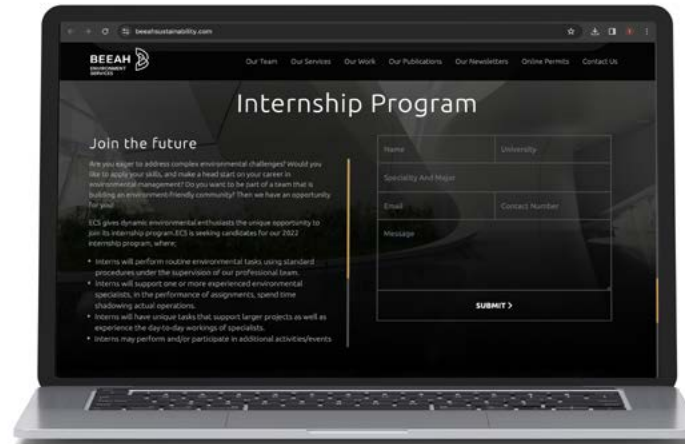 beeahsustainability.com
BEEAH
ENVIRONMENT
SERVICES
Our Team Our Services Our Work Our Publications Our Newsletters Online Permits Contact Us
Internship Program
Join the future
Are you eager to address complex environmental challenges? Would you
like to apply your skills, and make a head start on your career in
environmental management? Do you want to be part of a team that is
building an environment-friendly community? Then we have an opportunity
for you!
ECS gives dynamic environmental enthusiasts the unique opportunity to
join its internship program.ECS is seeking candidates for our 2022
internship program, where;
• Interns will perform routine environmental tasks using standard
procedures under the supervision of our professional team.
• Interns will support one or more experienced environmental
specialists, in the performance of assignments, spend time
shadowing actual operations.
• Interns will have unique tasks that support larger projects as well as
experience the day-to-day workings of specialists.
• Interns may perform and/or participate in additional activities/events
Name University
Speciality And Major
Email Contact Number
Message
SUBMIT >